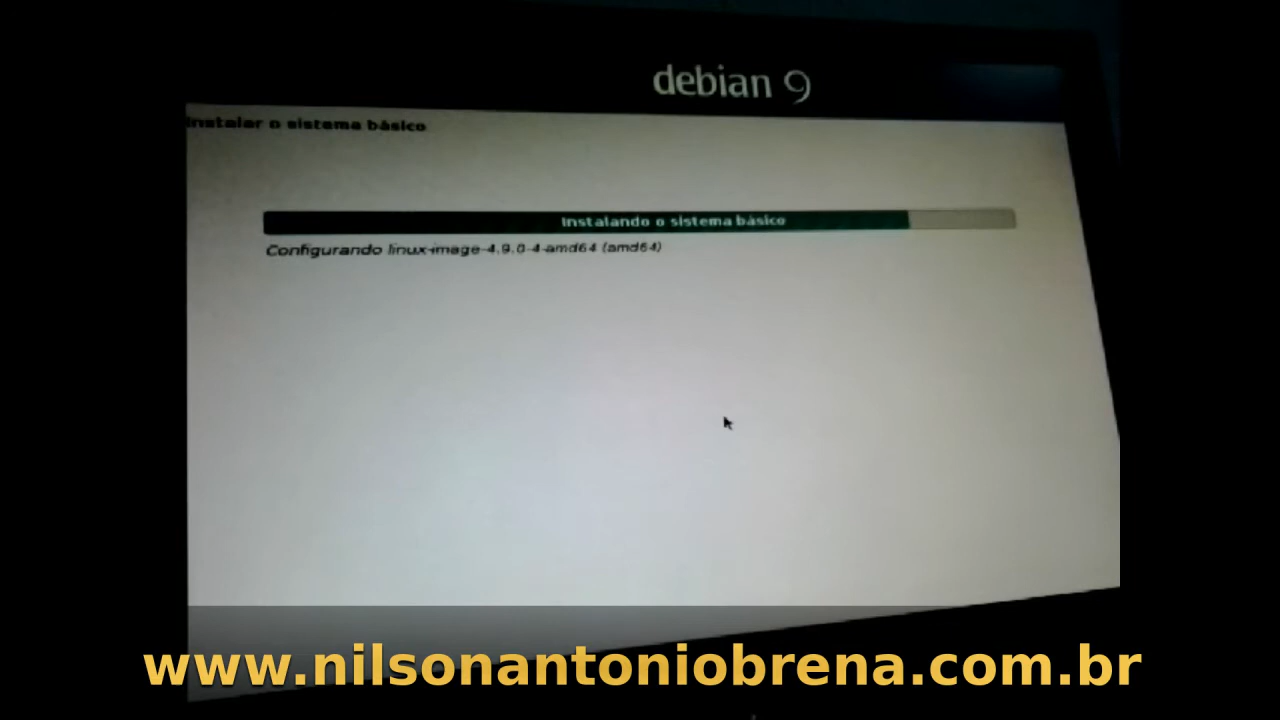 debian 9
Instalar o sistema básico
Instalando o sistema básico
Configurando linux-image-4.9.0-4-amd64 (amd64)
www.nilsonantoniobrena.com.br